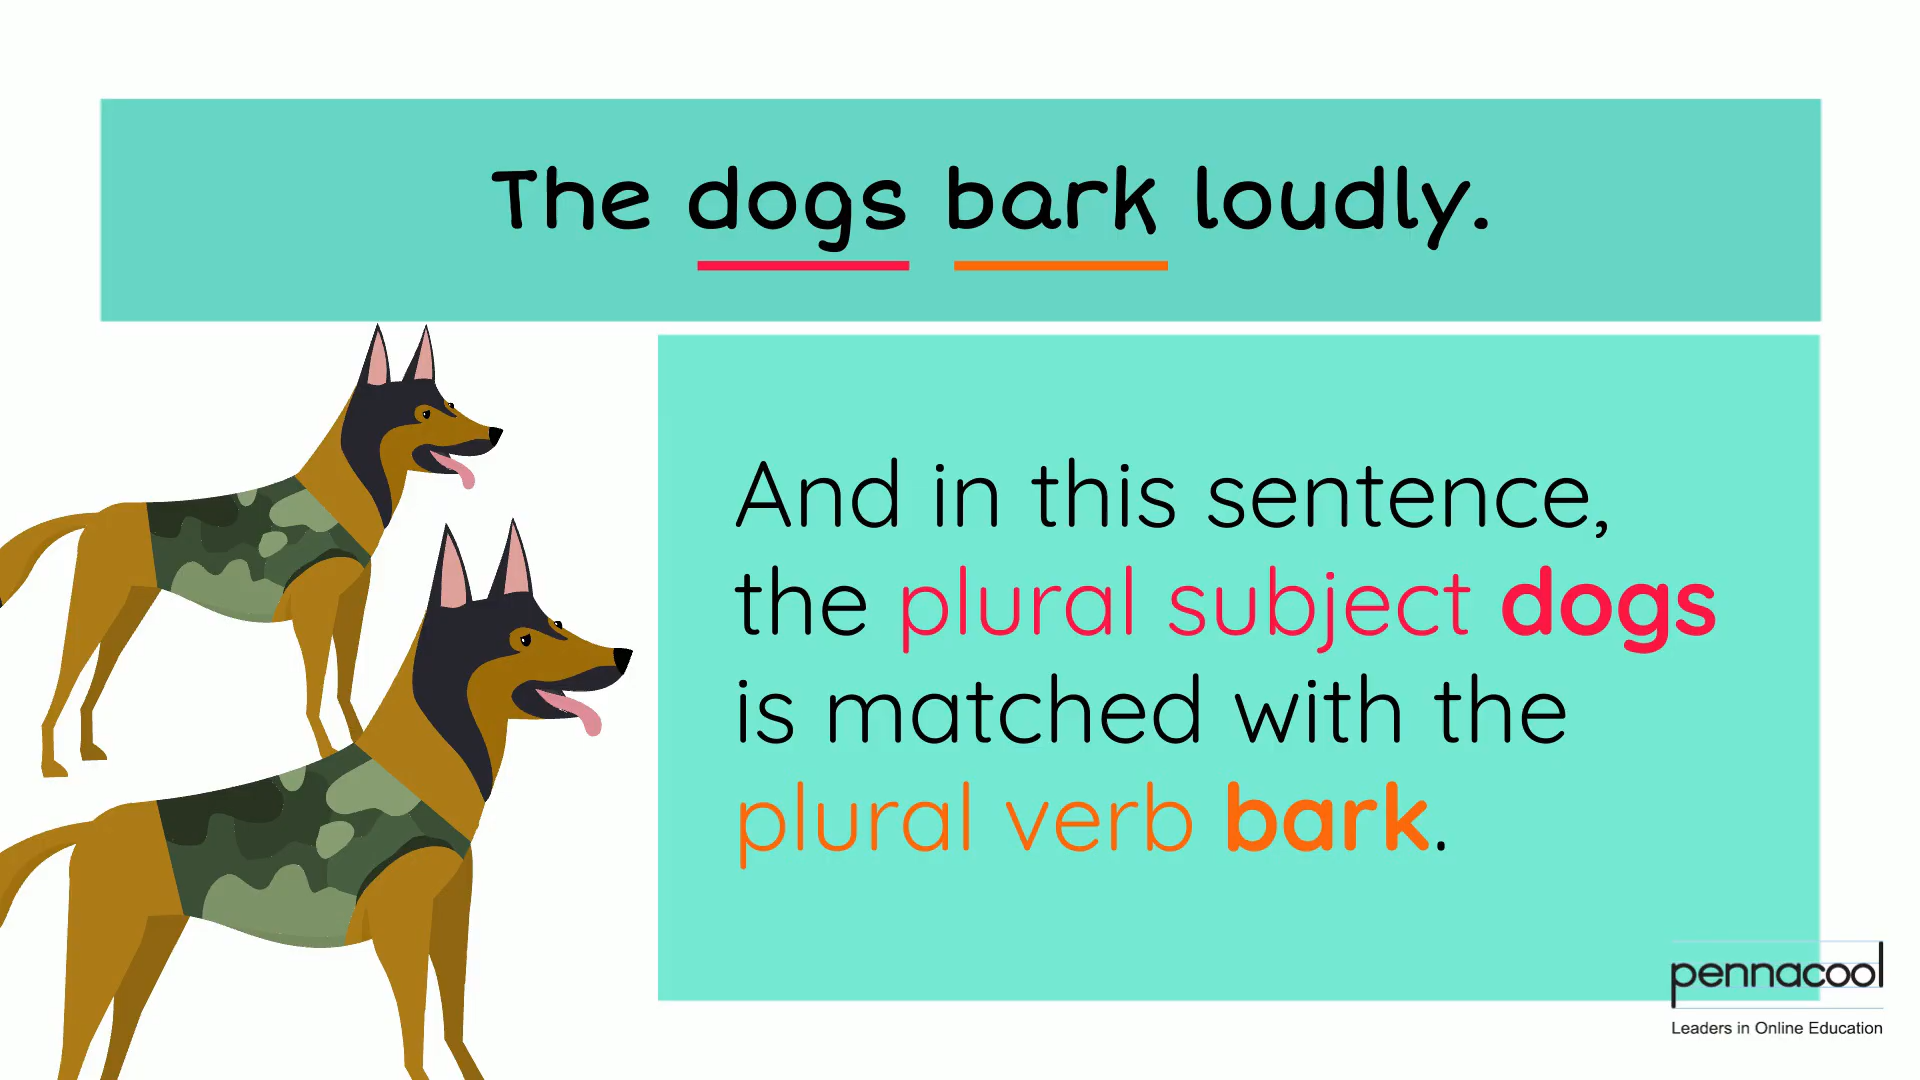 The dogs bark loudly.
And in this sentence,
the plural subject dogs
is matched with the
plural verb bark.
pennacool
Leaders in Online Education